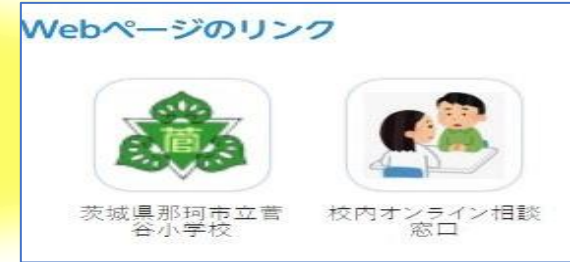 Webページのリンク
菅
茨城県那珂市立菅
谷小学校
校内オンライン相談
窓口